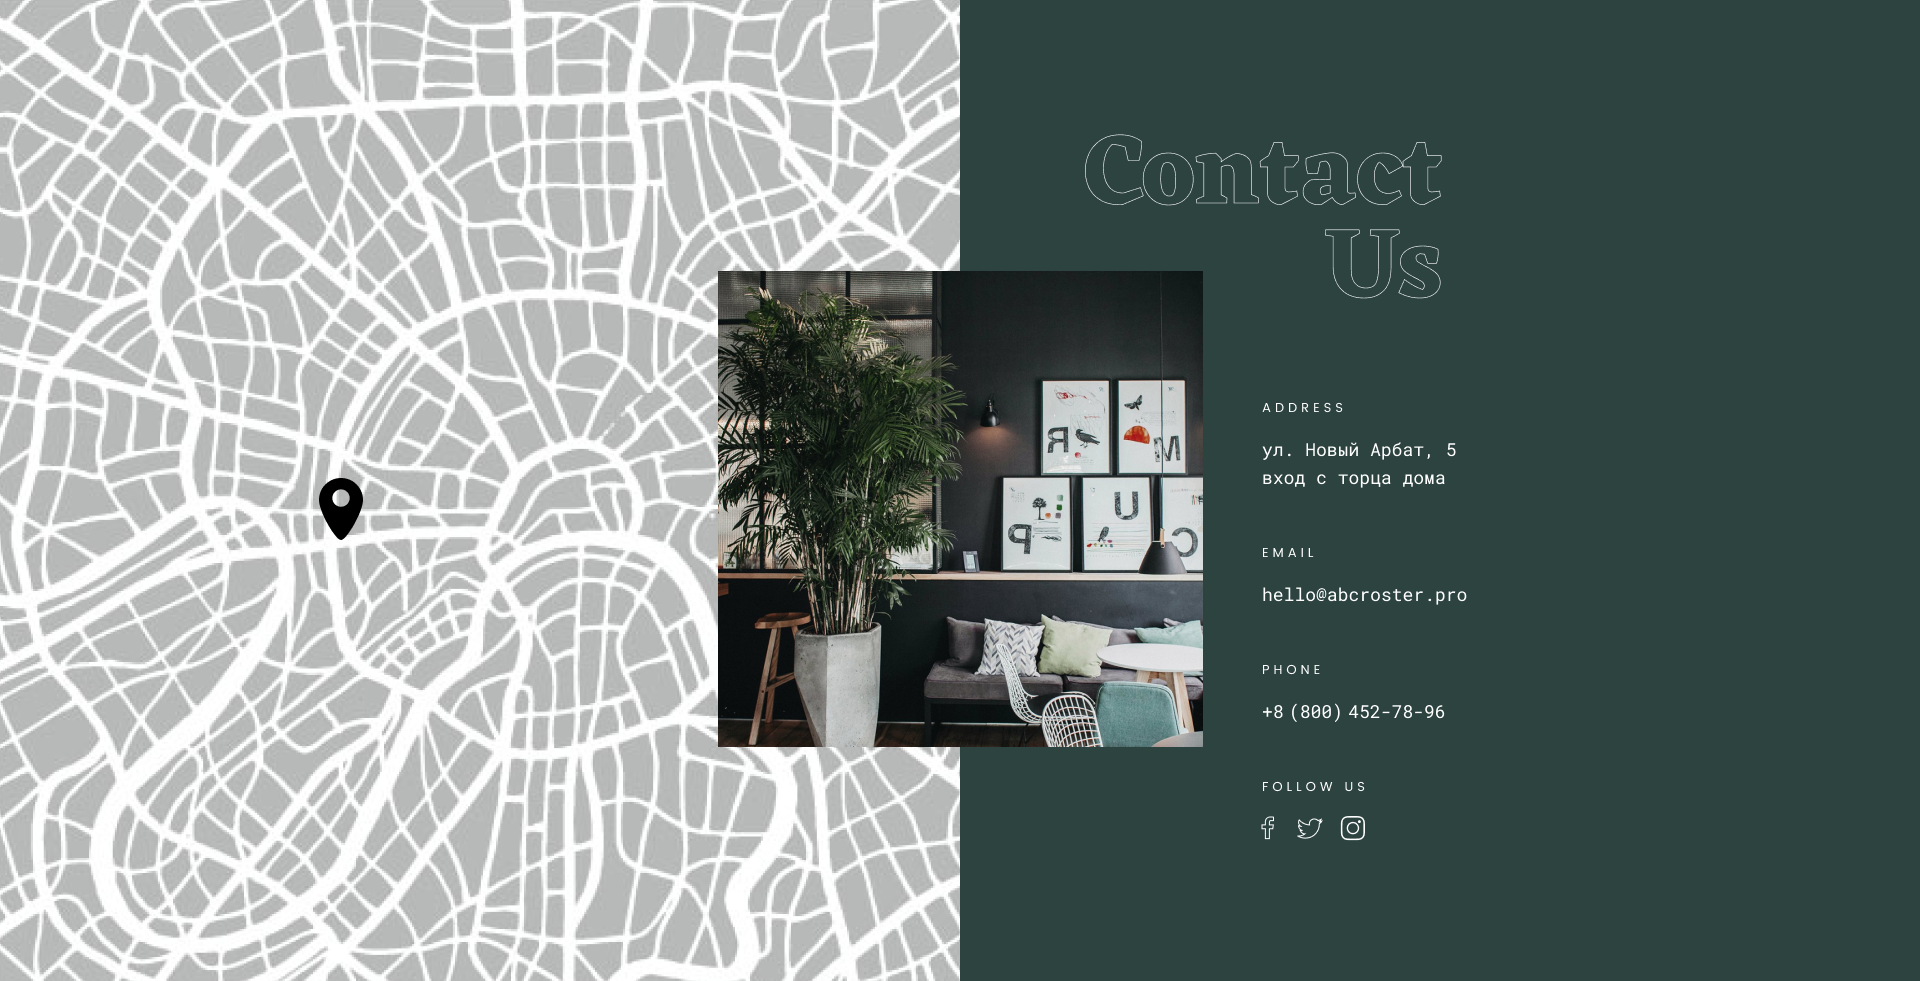 Contact
Us
ADDRESS
ул. Новый Арбат, 5
вход с торца дома
EMAIL
hello@abcroster.pro
PHONE
+8 (800) 452-78-96
FOLLOW US
Я
M
P
U
C